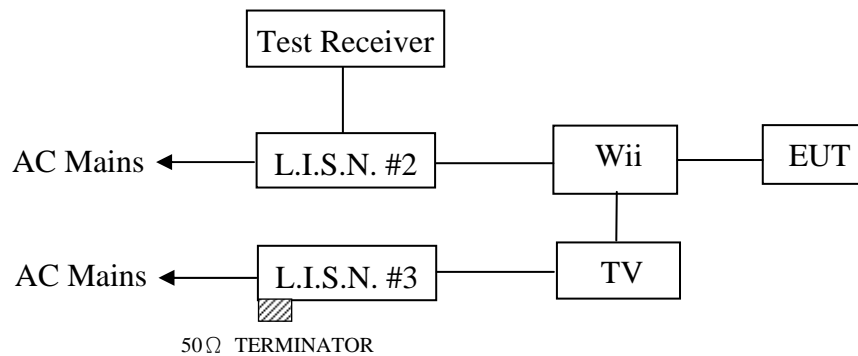 Test Receiver
AC Mains
L.I.S.N. #2
Wii
EUT
AC Mains
L.I.S.N. #3
TV
50Ω TERMINATOR